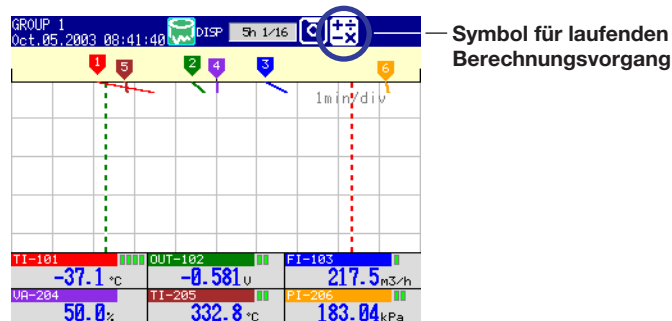 GROUP 1
Oct.05.2003 08:41:40 DISP 5h 1/16
Symbol für laufenden
Berechnungsvorgang
1 5 2 4 3 6
1min/div
TI-101 OUT-102 FI-103
-37.1 °C -0.581 V 217.5 m3/h
VA-204 TI-205 PI-206
50.0 % 332.8 °C 183.04 kPa